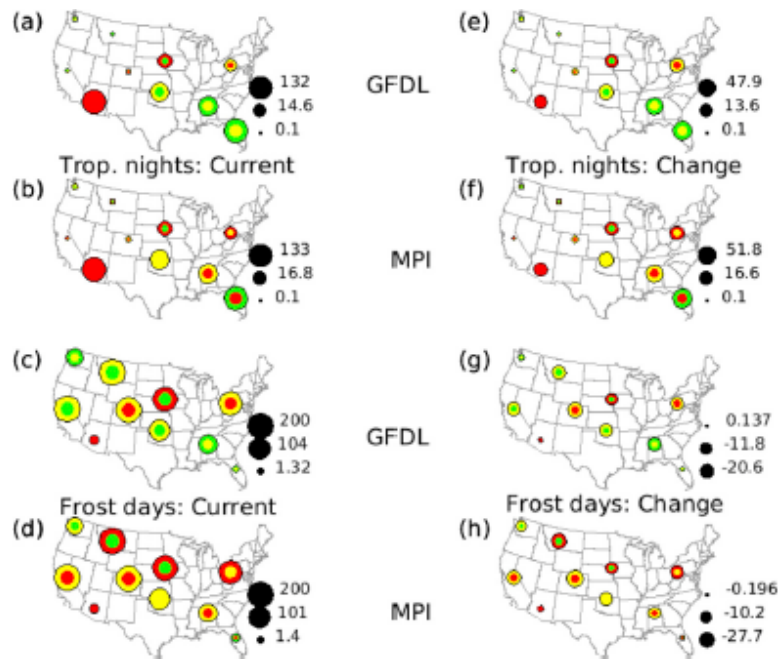 (a)
132
14.6
0.1
GFDL
(e)
47.9
13.6
0.1
Trop. nights: Current
Trop. nights: Change
(b)
133
16.8
0.1
MPI
(f)
51.8
16.6
0.1
(c)
200
104
1.32
GFDL
(g)
0.137
-11.8
-20.6
Frost days: Current
Frost days: Change
(d)
200
101
1.4
MPI
(h)
-0.196
-10.2
-27.7